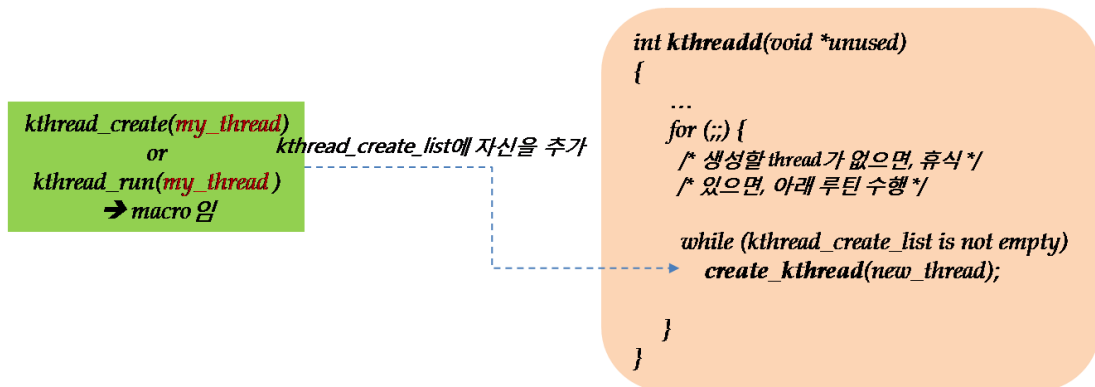 kthread_create(my_thread)
or
kthread_run(my_thread )
➔ macro 임
kthread_create_list에 자신을 추가
int kthreadd(void *unused)
{
…
for (;;) {
/* 생성할 thread가 없으면, 휴식 */
/* 있으면, 아래 루틴 수행 */
while (kthread_create_list is not empty)
create_kthread(new_thread);
}
}